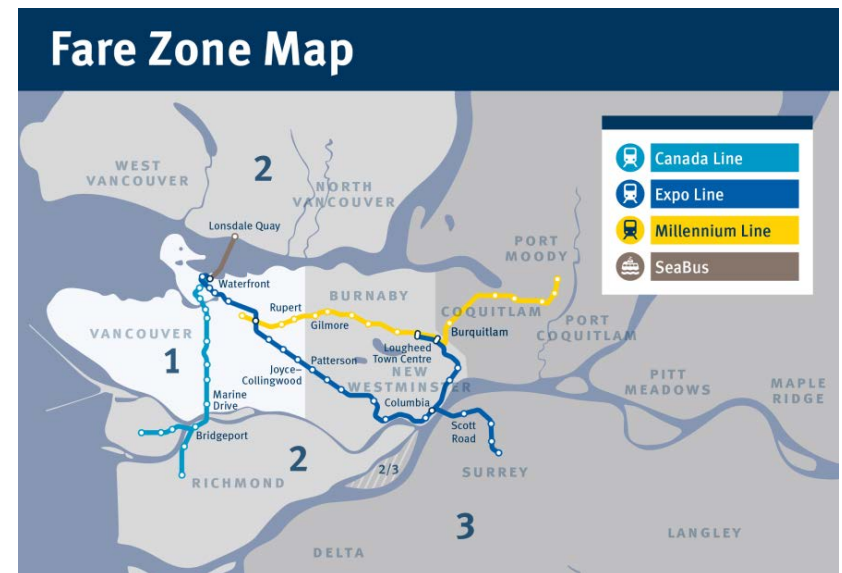 Fare Zone Map
Canada Line
Expo Line
Millennium Line
SeaBus
WEST
VANCOUVER
2
NORTH
VANCOUVER
Lonsdale Quay
PORT
MOODY
Waterfront
BURNABY
Rupert
Gilmore
COQUITLAM
PORT
COQUITLAM
Burquitlam
VANCOUVER
1
Lougheed
Town Centre
Patterson
Joyce–
Collingwood
NEW
WESTMINSTER
PITT
MEADOWS
MAPLE
RIDGE
Marine
Drive
Columbia
Scott
Road
Bridgeport
2
2/3
RICHMOND
SURREY
3
LANGLEY
DELTA